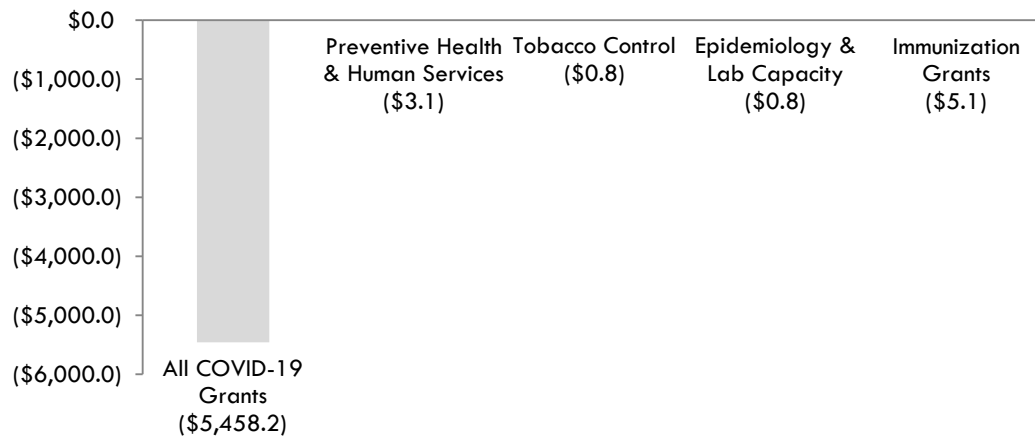 $0.0
($1,000.0)
($2,000.0)
($3,000.0)
($4,000.0)
($5,000.0)
($6,000.0)
All COVID-19
Grants
($5,458.2)
Preventive Health
& Human Services
($3.1)
Tobacco Control
($0.8)
Epidemiology &
Lab Capacity
($0.8)
Immunization
Grants
($5.1)